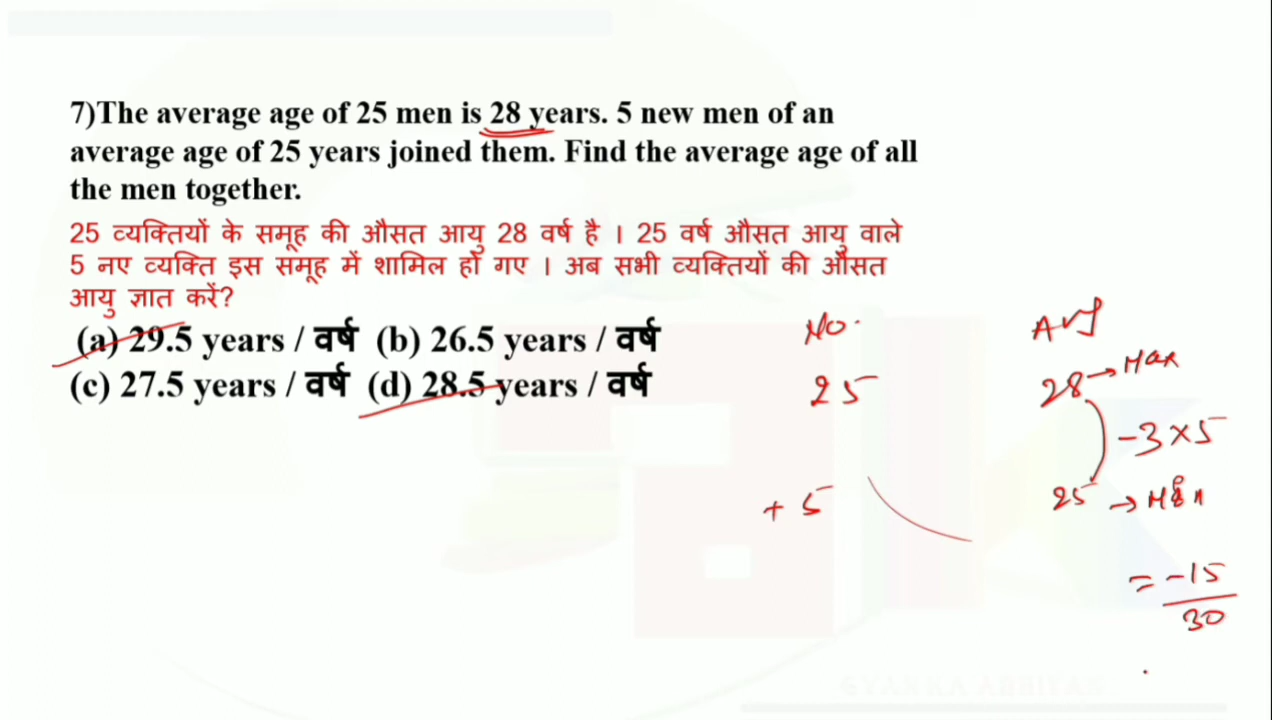 7)The average age of 25 men is 28 years. 5 new men of an
average age of 25 years joined them. Find the average age of all
the men together.
25 व्यक्तियों के समूह की औसत आयु 28 वर्ष है । 25 वर्ष औसत आयु वाले
5 नए व्यक्ति इस समूह में शामिल हो गए । अब सभी व्यक्तियों की औसत
आयु ज्ञात करें?
(a) 29.5 years / वर्ष (b) 26.5 years / वर्ष
(c) 27.5 years / वर्ष (d) 28.5 years / वर्ष
No. Avg
25 28 → Max
-3 × 5
+ 5 25 → Min
= -15
30
GYANKA ABHILAS